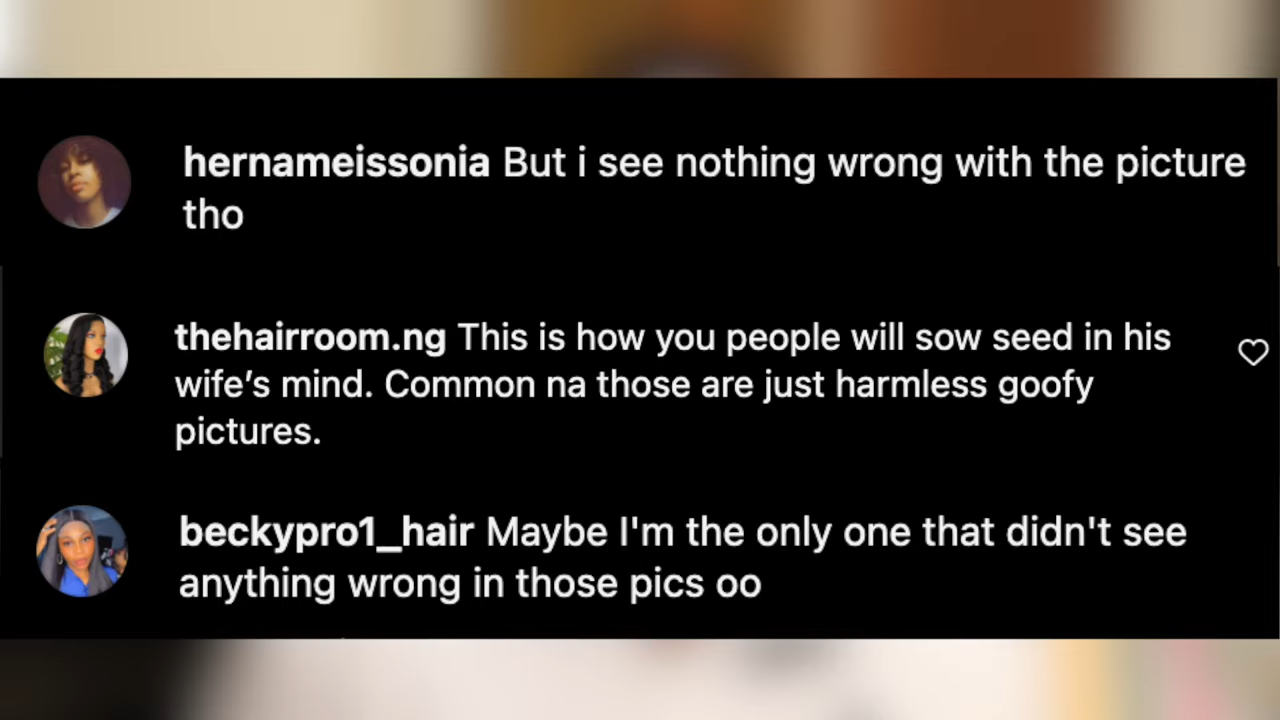 hernameissonia But i see nothing wrong with the picture
tho
thehairroom.ng This is how you people will sow seed in his
wife’s mind. Common na those are just harmless goofy
pictures.
beckypro1_hair Maybe I'm the only one that didn't see
anything wrong in those pics oo